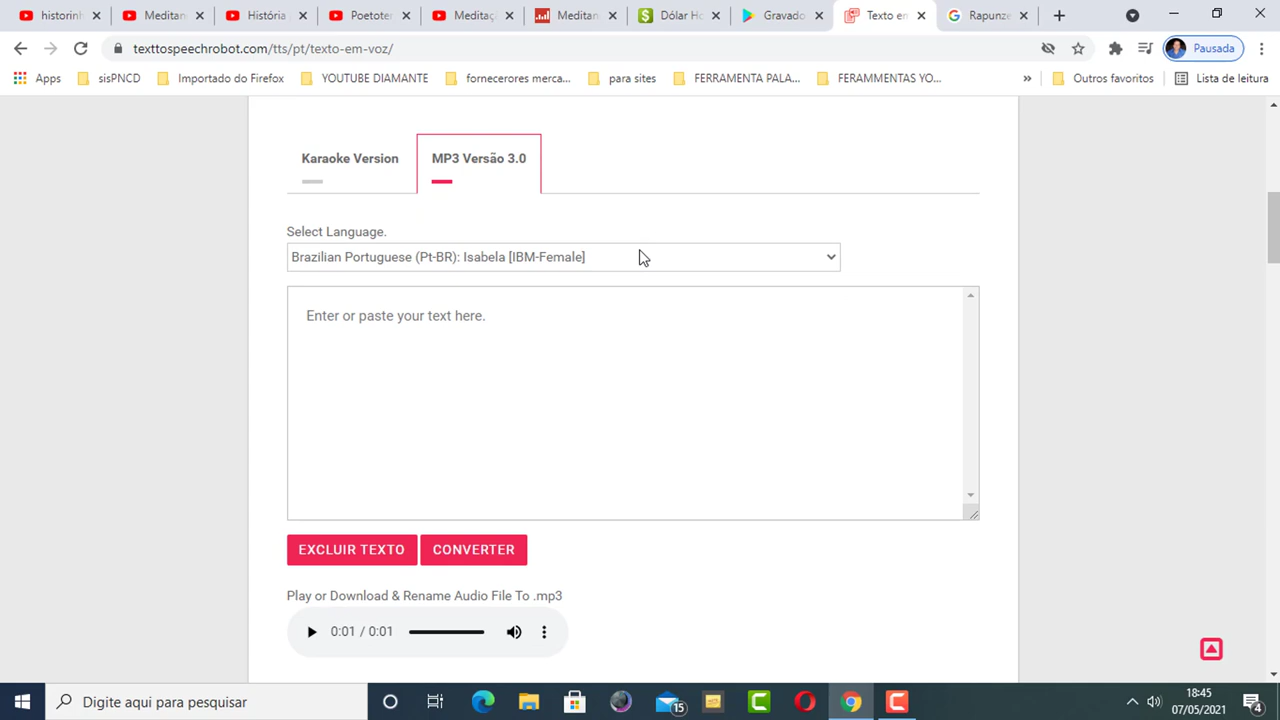 historinh
Meditan
História
Peetoter
Meditaç
Meditan
Dólar Ho
Gravado
Texto em
Rapunze
texttospeechrobot.com/tts/pt/texto-em-voz/
Pausada
Apps
sisPNCD
Importado do Firefox
YOUTUBE DIAMANTE
fornecerores merca...
para sites
FERRAMENTA PALA...
FERAMMENTAS YO...
»
Outros favoritos
Lista de leitura
Karaoke Version
MP3 Versão 3.0
Select Language.
Brazilian Portuguese (Pt-BR): Isabela [IBM-Female]
Enter or paste your text here.
EXCLUIR TEXTO
CONVERTER
Play or Download & Rename Audio File To .mp3
0:01 / 0:01
Digite aqui para pesquisar
15
18:45
07/05/2021
4